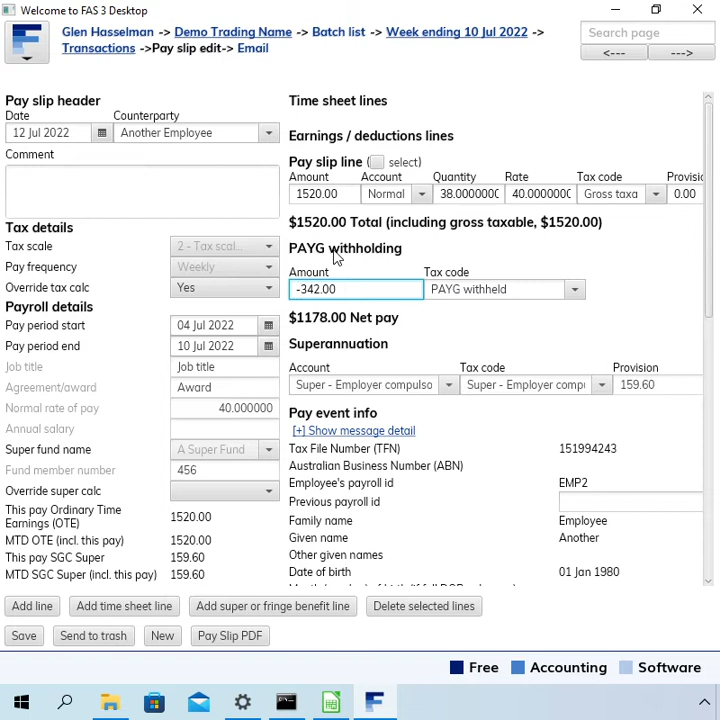 Welcome to FAS 3 Desktop
Glen Hasselman -> Demo Trading Name -> Batch list -> Week ending 10 Jul 2022 ->
Transactions ->Pay slip edit-> Email
Search page
<---
--->
Pay slip header
Date
Counterparty
12 Jul 2022
Another Employee
Comment
Tax details
Tax scale
2 - Tax scal...
Pay frequency
Weekly
Override tax calc
Yes
Payroll details
Pay period start
04 Jul 2022
Pay period end
10 Jul 2022
Job title
Job title
Agreement/award
Award
Normal rate of pay
40.000000
Annual salary
Super fund name
A Super Fund
Fund member number
456
Override super calc
This pay Ordinary Time
Earnings (OTE)
1520.00
MTD OTE (incl. this pay)
1520.00
This pay SGC Super
159.60
MTD SGC Super (incl. this pay)
159.60
Time sheet lines
Earnings / deductions lines
Pay slip line ( select)
Amount
Account
Quantity
Rate
Tax code
Provisio
1520.00
Normal
38.0000000
40.000000
Gross taxa
0.00
$1520.00 Total (including gross taxable, $1520.00)
PAYG withholding
Amount
Tax code
-342.00
PAYG withheld
$1178.00 Net pay
Superannuation
Account
Tax code
Provision
Super - Employer compulso
Super - Employer compu
159.60
Pay event info
[+] Show message detail
Tax File Number (TFN)
151994243
Australian Business Number (ABN)
Employee's payroll id
EMP2
Previous payroll id
Family name
Employee
Given name
Another
Other given names
Date of birth
01 Jan 1980
Add line
Add time sheet line
Add super or fringe benefit line
Delete selected lines
Save
Send to trash
New
Pay Slip PDF
Free
Accounting
Software